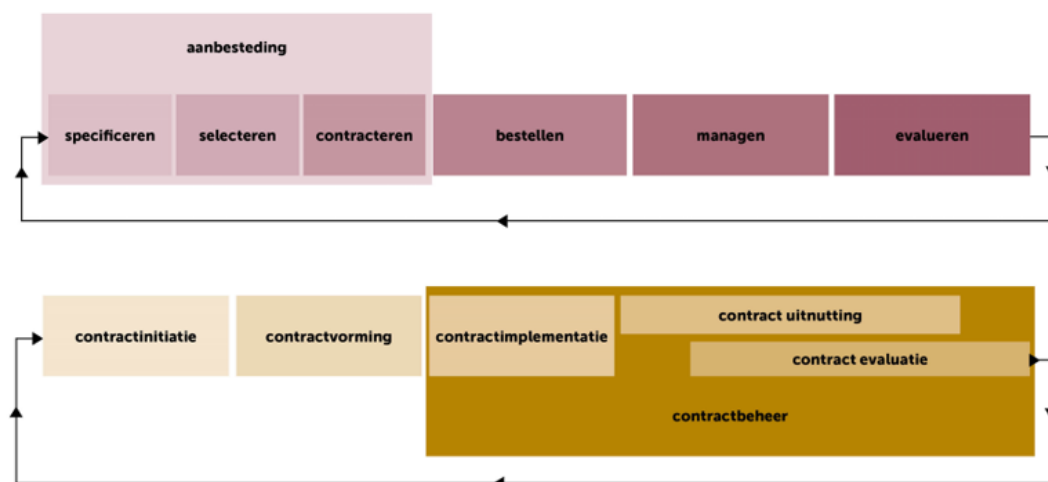 aanbesteding
specificeren
selecteren
contracteren
bestellen
managen
evalueren
contractinitiatie
contractvorming
contractimplementatie
contract uitnutting
contract evaluatie
contractbeheer